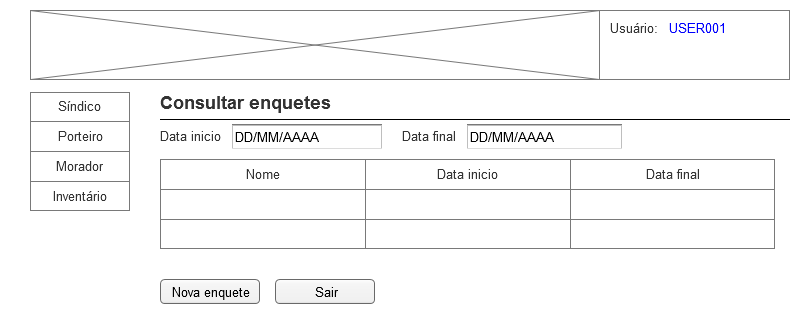 Usuário: USER001
Síndico
Porteiro
Morador
Inventário
Consultar enquetes
Data inicio DD/MM/AAAA Data final DD/MM/AAAA
Nome Data inicio Data final
Nova enquete Sair